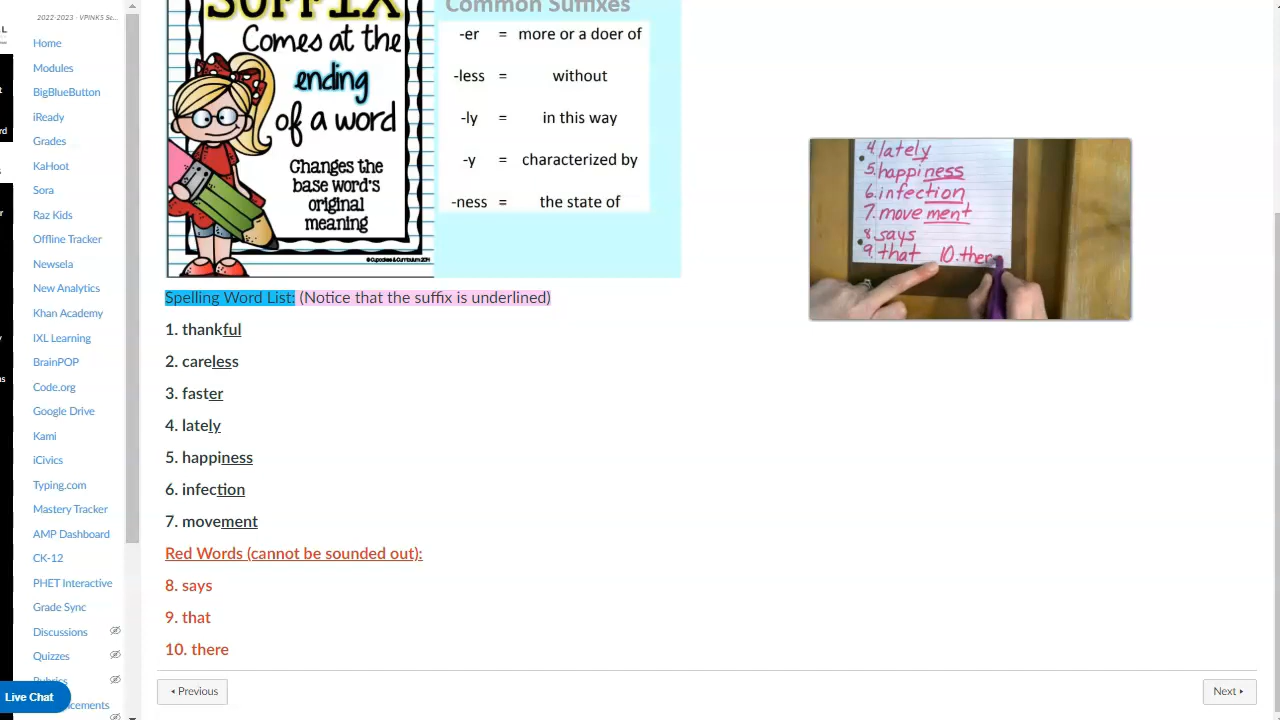 2022-2023 - VPINKS Se...
Home
Modules
BigBlueButton
iReady
Grades
KaHoot
Sora
Raz Kids
Offline Tracker
Newsela
New Analytics
Khan Academy
IXL Learning
BrainPOP
Code.org
Google Drive
Kami
iCivics
Typing.com
Mastery Tracker
AMP Dashboard
CK-12
PHET Interactive
Grade Sync
Discussions
Quizzes
Rubrics
Live Chat
SUFFIX
Comes at the
ending
of a word
Changes the
base word's
original
meaning
Common Suffixes
-er = more or a doer of
-less = without
-ly = in this way
-y = characterized by
-ness = the state of
Spelling Word List: (Notice that the suffix is underlined)
1. thankful
2. careless
3. faster
4. lately
5. happiness
6. infection
7. movement
Red Words (cannot be sounded out):
8. says
9. that
10. there
◂ Previous
Next ▸
4. lately
5. happiness
6. infection
7. movement
8. says
9. that 10. ther